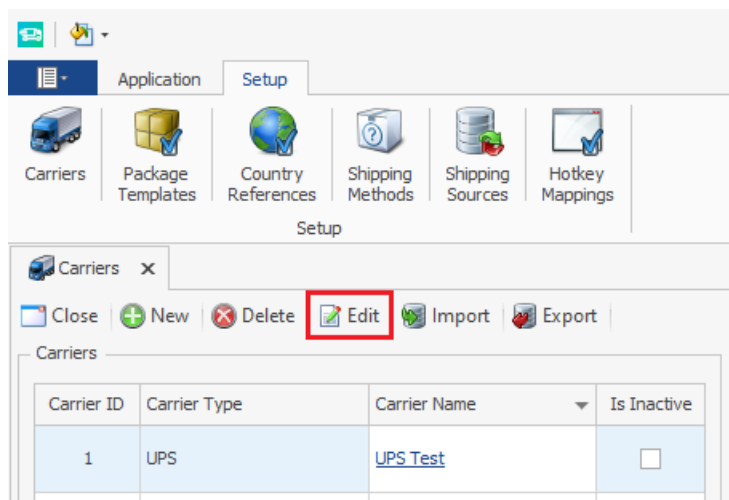 Application Setup
Carriers Package Templates Country References Shipping Methods Shipping Sources Hotkey Mappings
Setup
Carriers
Close New Delete Edit Import Export
Carriers
Carrier ID Carrier Type Carrier Name Is Inactive
1 UPS UPS Test